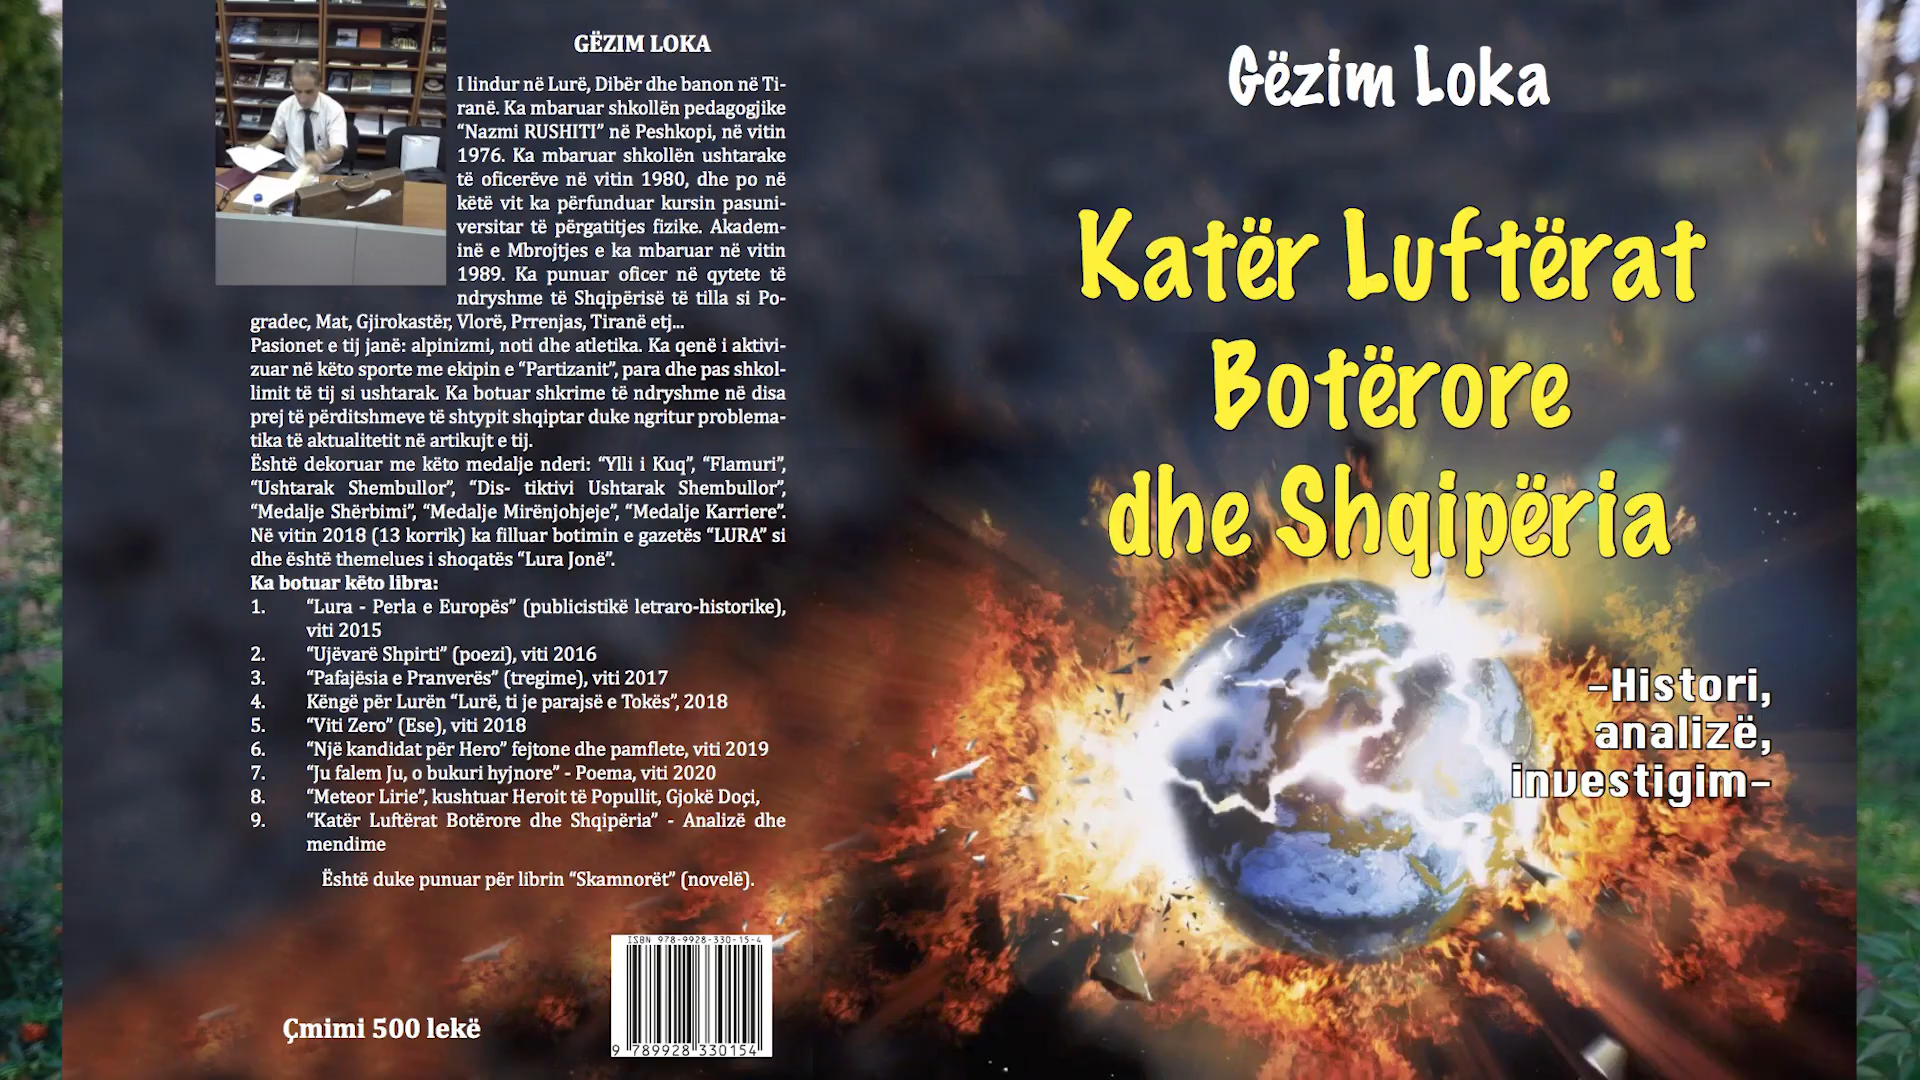 GËZIM LOKA
I lindur në Lurë, Dibër dhe banon në Ti-
ranë. Ka mbaruar shkollën pedagogjike
“Nazmi RUSHITI” në Peshkopi, në vitin
1976. Ka mbaruar shkollën ushtarake
të oficerëve në vitin 1980, dhe po në
këtë vit ka përfunduar kursin pasuni-
versitar të përgatitjes fizike. Akadem-
inë e Mbrojtjes e ka mbaruar në vitin
1989. Ka punuar oficer në qytete të
ndryshme të Shqipërisë të tilla si Po-
gradec, Mat, Gjirokastër, Vlorë, Prrenjas, Tiranë etj...
Pasionet e tij janë: alpinizmi, noti dhe atletika. Ka qenë i aktivi-
zuar në këto sporte me ekipin e “Partizanit”, para dhe pas shkol-
limit të tij si ushtarak. Ka botuar shkrime të ndryshme në disa
prej të përditshmeve të shtypit shqiptar duke ngritur problema-
tika të aktualitetit në artikujt e tij.
Është dekoruar me këto medalje nderi: “Ylli i Kuq”, “Flamuri”,
“Ushtarak Shembullor”, “Dis- tiktivi Ushtarak Shembullor”,
“Medalje Shërbimi”, “Medalje Mirënjohjeje”, “Medalje Karriere”.
Në vitin 2018 (13 korrik) ka filluar botimin e gazetës “LURA” si
dhe është themelues i shoqatës “Lura Jonë”.
Ka botuar këto libra:
1. “Lura - Perla e Europës” (publicistikë letraro-historike),
viti 2015
2. “Ujëvarë Shpirti” (poezi), viti 2016
3. “Pafajësia e Pranverës” (tregime), viti 2017
4. Këngë për Lurën “Lurë, ti je parajsë e Tokës”, 2018
5. “Viti Zero” (Ese), viti 2018
6. “Një kandidat për Hero” fejtone dhe pamflete, viti 2019
7. “Ju falem Ju, o bukuri hyjnore” - Poema, viti 2020
8. “Meteor Lirie”, kushtuar Heroit të Popullit, Gjokë Doçi,
9. “Katër Luftërat Botërore dhe Shqipëria” - Analizë dhe
mendime
Është duke punuar për librin “Skamnorët” (novelë).
Çmimi 500 lekë
ISBN 978-9928-330-15-4
9 789928 330154
Gëzim Loka
Katër Luftërat
Botërore
dhe Shqipëria
-Histori,
analizë,
investigim-